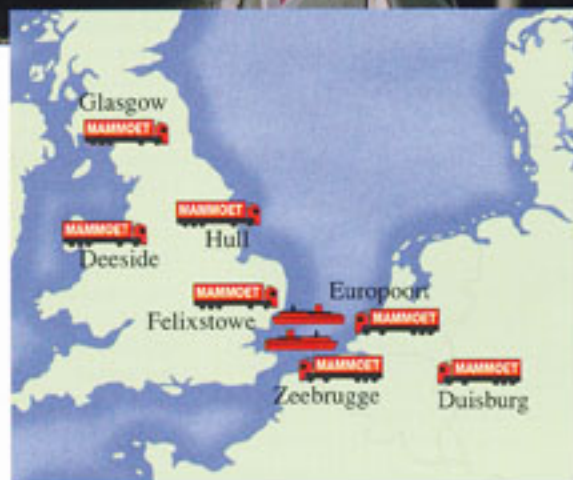 Glasgow
MAMMOET
MAMMOET
Hull
MAMMOET
Deeside
MAMMOET
Felixstowe
Europoort
MAMMOET
MAMMOET
Zeebrugge
MAMMOET
Duisburg